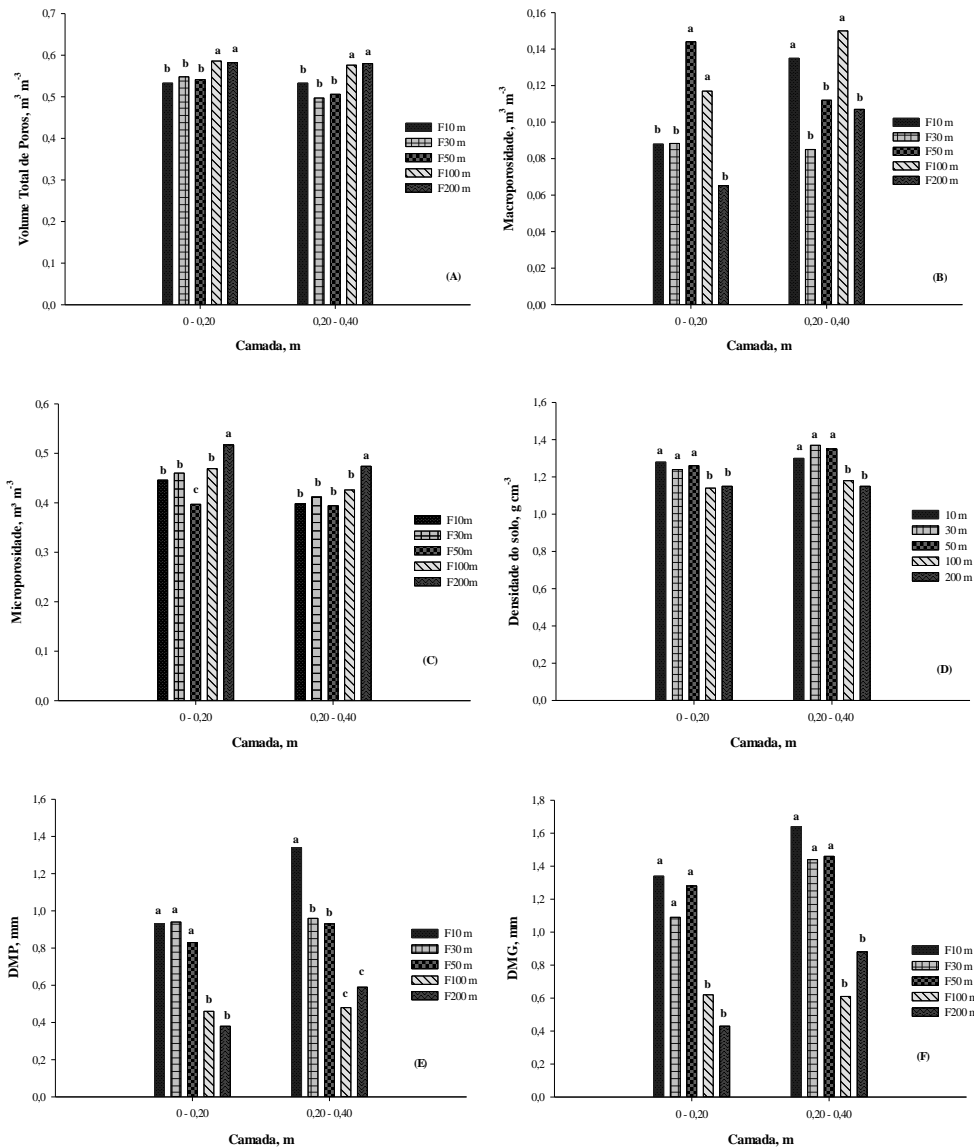 0,7
0,6
0,5
0,4
0,3
0,2
0,1
0,0
Volume Total de Poros, m³ m⁻³
b b b a a
b b b a a
F10 m
F30 m
F50 m
F100 m
F200 m
(A)
0 - 0,20
0,20 - 0,40
Camada, m
0,16
0,14
0,12
0,10
0,08
0,06
0,04
0,02
0,00
Macroporosidade, m³ m⁻³
b b a a b
a b b a b
F10 m
F30 m
F50 m
F100 m
F200 m
(B)
0 - 0,20
0,20 - 0,40
Camada, m
0,6
0,5
0,4
0,3
0,2
0,1
0,0
Microporosidade, m³ m⁻³
b b c b a
b b b b a
F10m
F30m
F50m
F100m
F200m
(C)
0 - 0,20
0,20 - 0,40
Camada, m
1,6
1,4
1,2
1,0
0,8
0,6
0,4
0,2
0,0
Densidade do solo, g cm⁻³
a a a b b
a a a b b
10 m
30 m
50 m
100 m
200 m
(D)
0 - 0,20
0,20 - 0,40
Camada, m
1,6
1,4
1,2
1,0
0,8
0,6
0,4
0,2
0,0
DMP, mm
a a a b b
a b b c c
F10 m
F30 m
F50 m
F100 m
F200 m
(E)
0 - 0,20
0,20 - 0,40
Camada, m
1,8
1,6
1,4
1,2
1,0
0,8
0,6
0,4
0,2
0,0
DMG, mm
a a a b b
a a a b b
F10 m
F30 m
F50 m
F100 m
F200 m
(F)
0 - 0,20
0,20 - 0,40
Camada, m